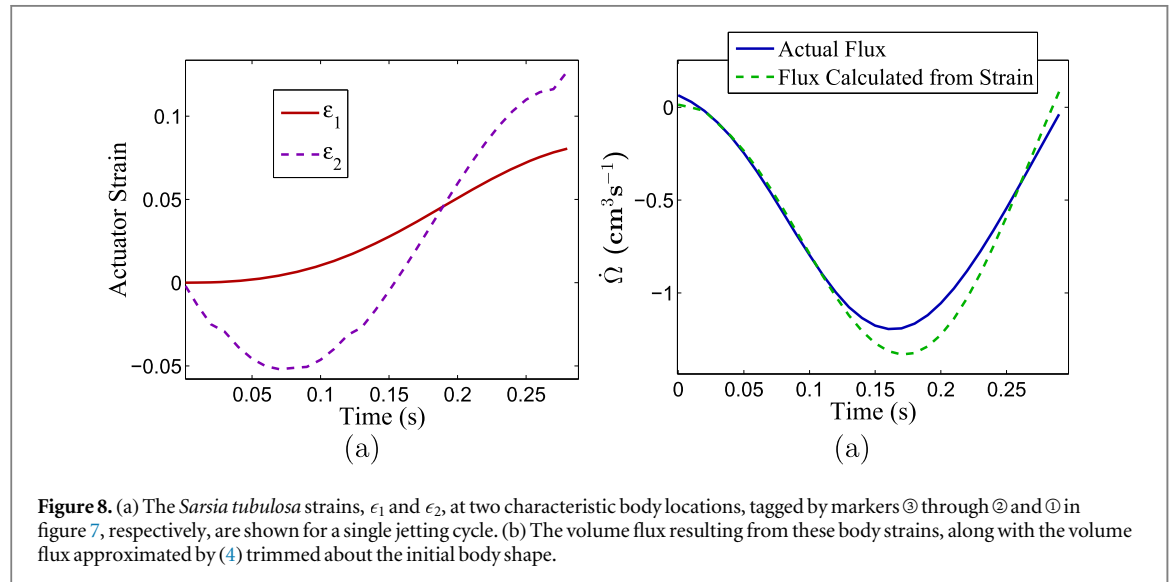 ε1
ε2
Actuator Strain
0.1
0.05
0
−0.05
0.05
0.1
0.15
0.2
0.25
Time (s)
(a)
Actual Flux
Flux Calculated from Strain
Ω̇ (cm³s⁻¹)
0
−0.5
−1
0
0.05
0.1
0.15
0.2
0.25
Time (s)
(a)
Figure 8. (a) The Sarsia tubulosa strains, ϵ1 and ϵ2, at two characteristic body locations, tagged by markers ③ through ② and ① in
figure 7, respectively, are shown for a single jetting cycle. (b) The volume flux resulting from these body strains, along with the volume
flux approximated by (4) trimmed about the initial body shape.